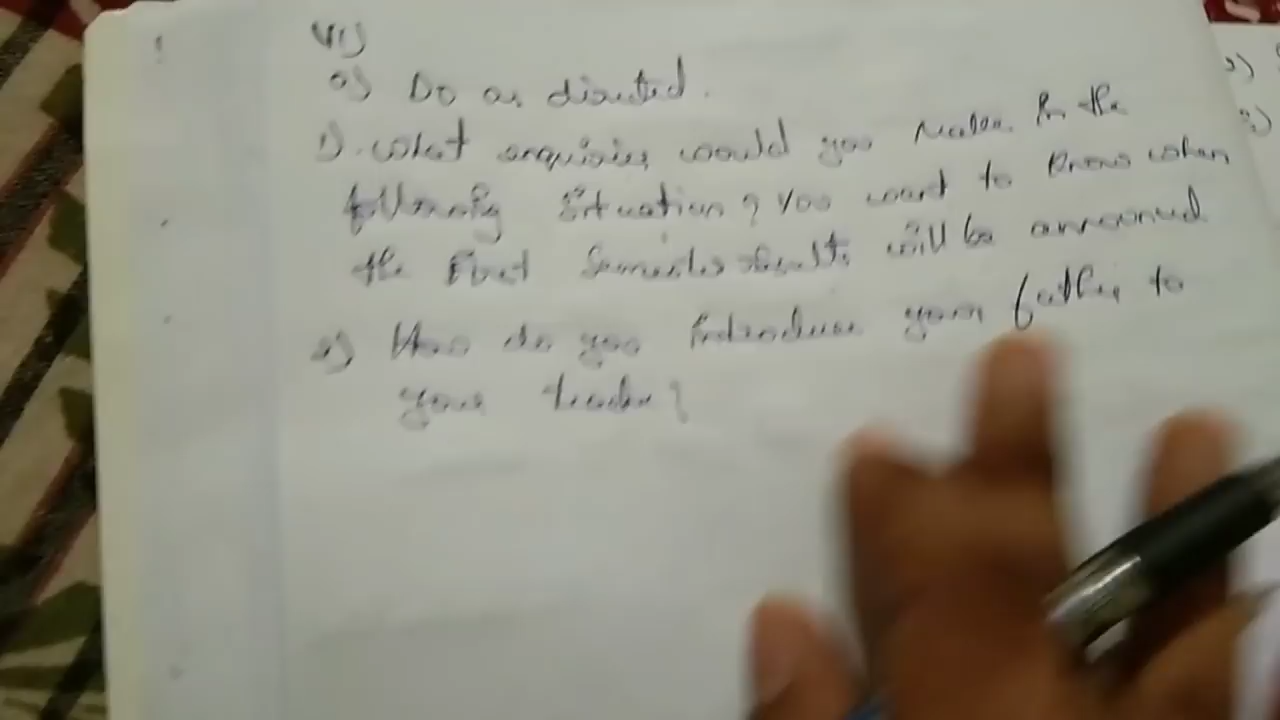 VI)
a) Do as directed.
1). What enquiries would you make in the
following Situation? You want to know when
the First Semester results will be announced
2) How do you introduce your father to
your teacher?
2)